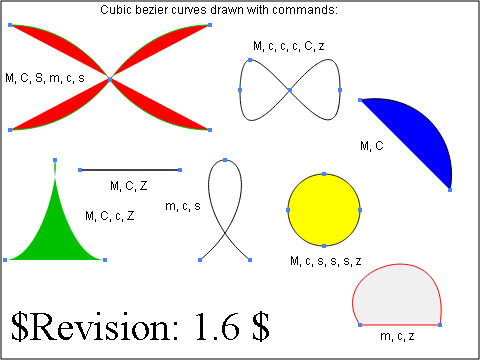 Cubic bezier curves drawn with commands:
M, c, c, c, C, z
M, C, S, m, c, s
M, C
M, C, Z
m, c, s
M, C, c, Z
M, c, s, s, s, z
$Revision: 1.6 $
m, c, z